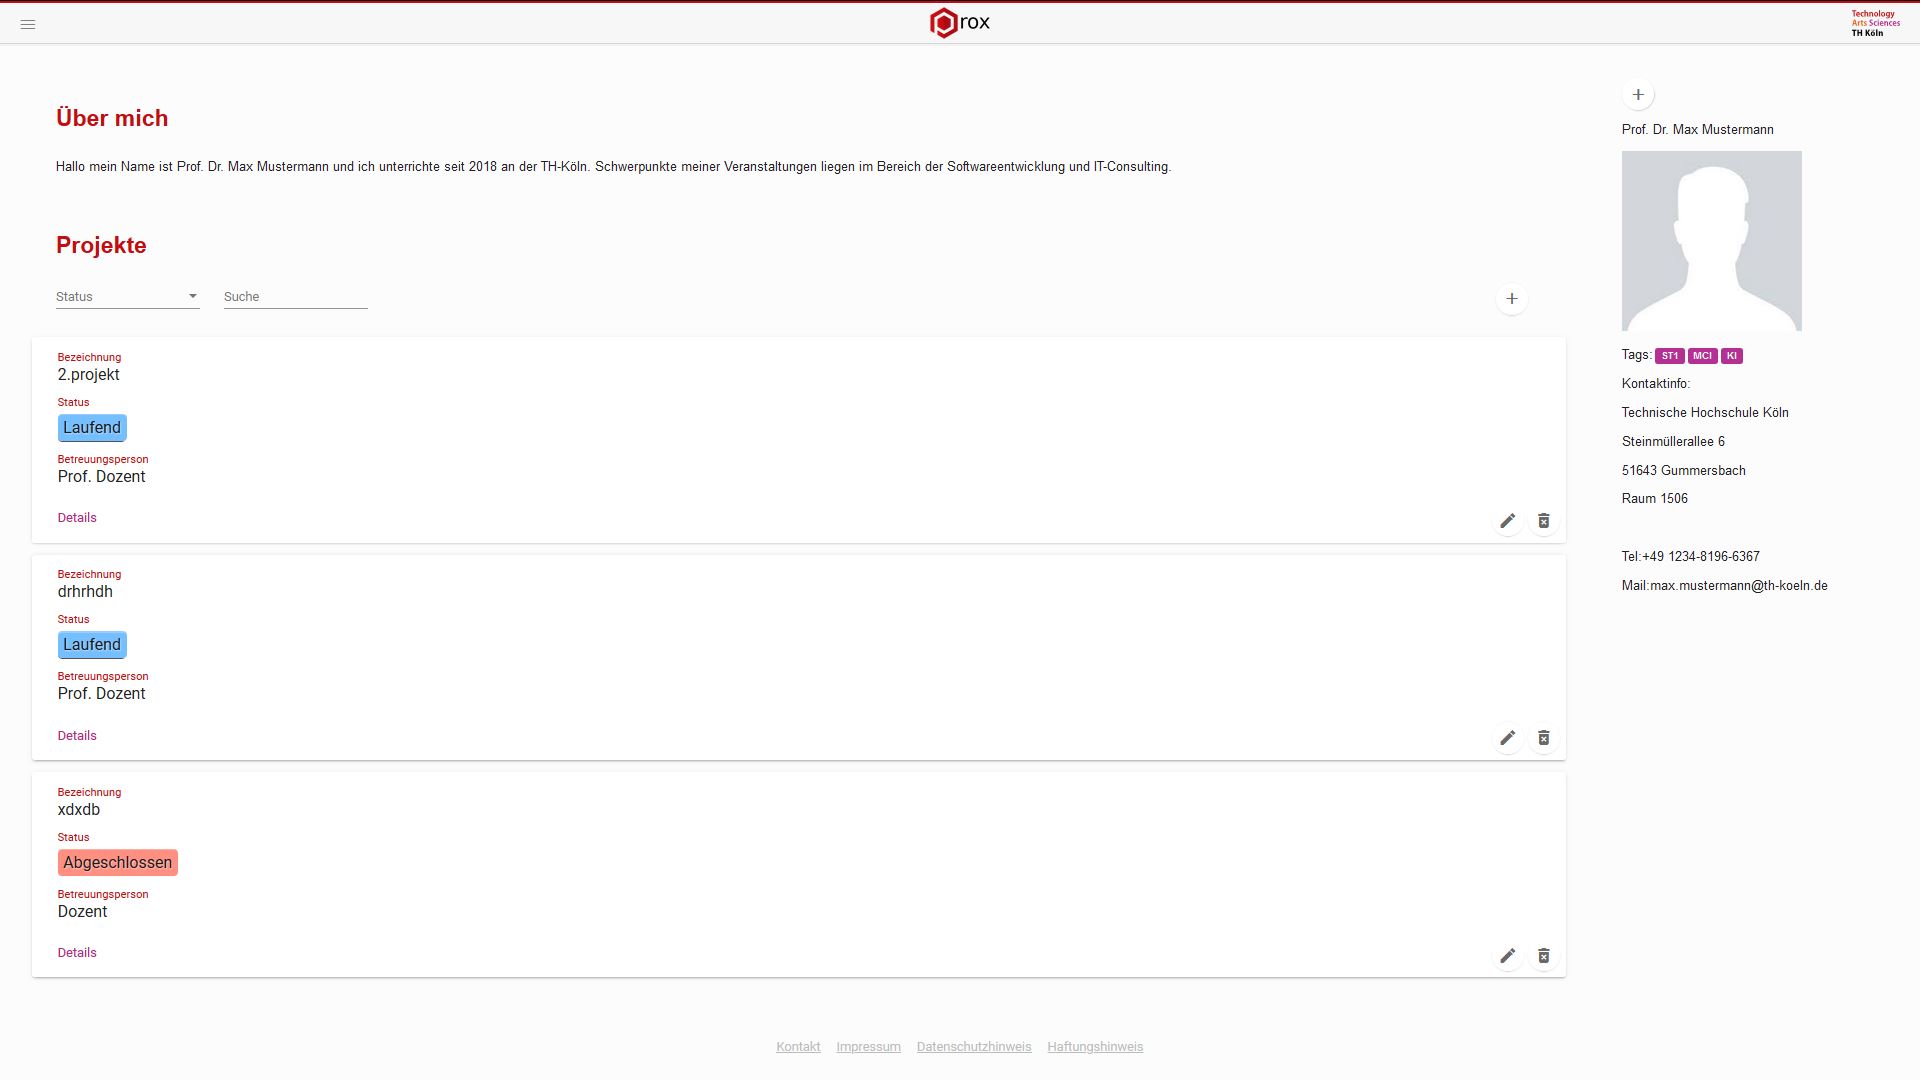 rox
Technology
Arts Sciences
TH Köln
Über mich
Hallo mein Name ist Prof. Dr. Max Mustermann und ich unterrichte seit 2018 an der TH-Köln. Schwerpunkte meiner Veranstaltungen liegen im Bereich der Softwareentwicklung und IT-Consulting.
Projekte
Status
Suche
Bezeichnung
2.projekt
Status
Laufend
Betreuungsperson
Prof. Dozent
Details
Bezeichnung
drhrhdh
Status
Laufend
Betreuungsperson
Prof. Dozent
Details
Bezeichnung
xdxdb
Status
Abgeschlossen
Betreuungsperson
Dozent
Details
Prof. Dr. Max Mustermann
Tags: ST1 MCI KI
Kontaktinfo:
Technische Hochschule Köln
Steinmüllerallee 6
51643 Gummersbach
Raum 1506
Tel:+49 1234-8196-6367
Mail:max.mustermann@th-koeln.de
Kontakt Impressum Datenschutzhinweis Haftungshinweis